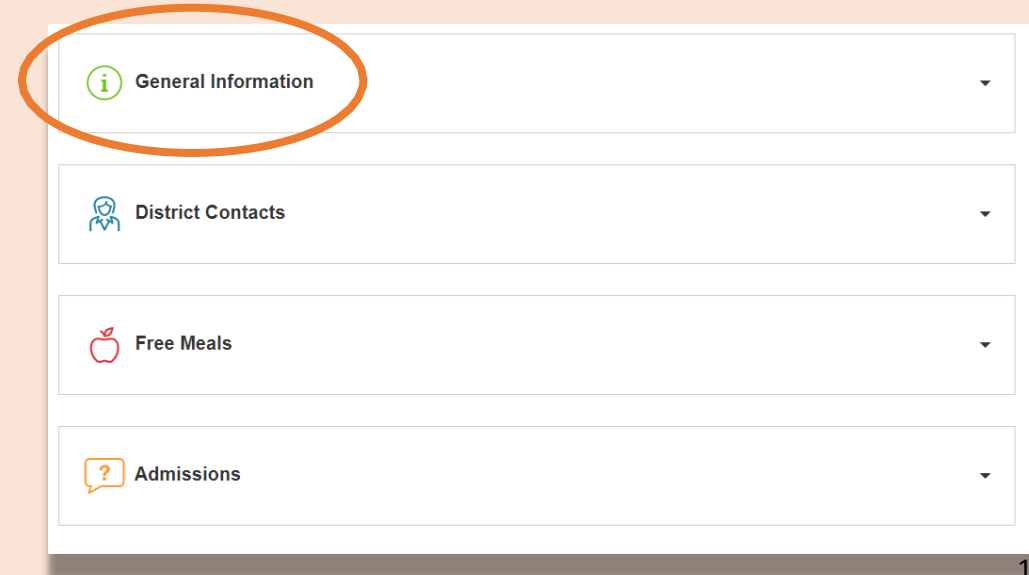 i General Information
District Contacts
Free Meals
? Admissions
1